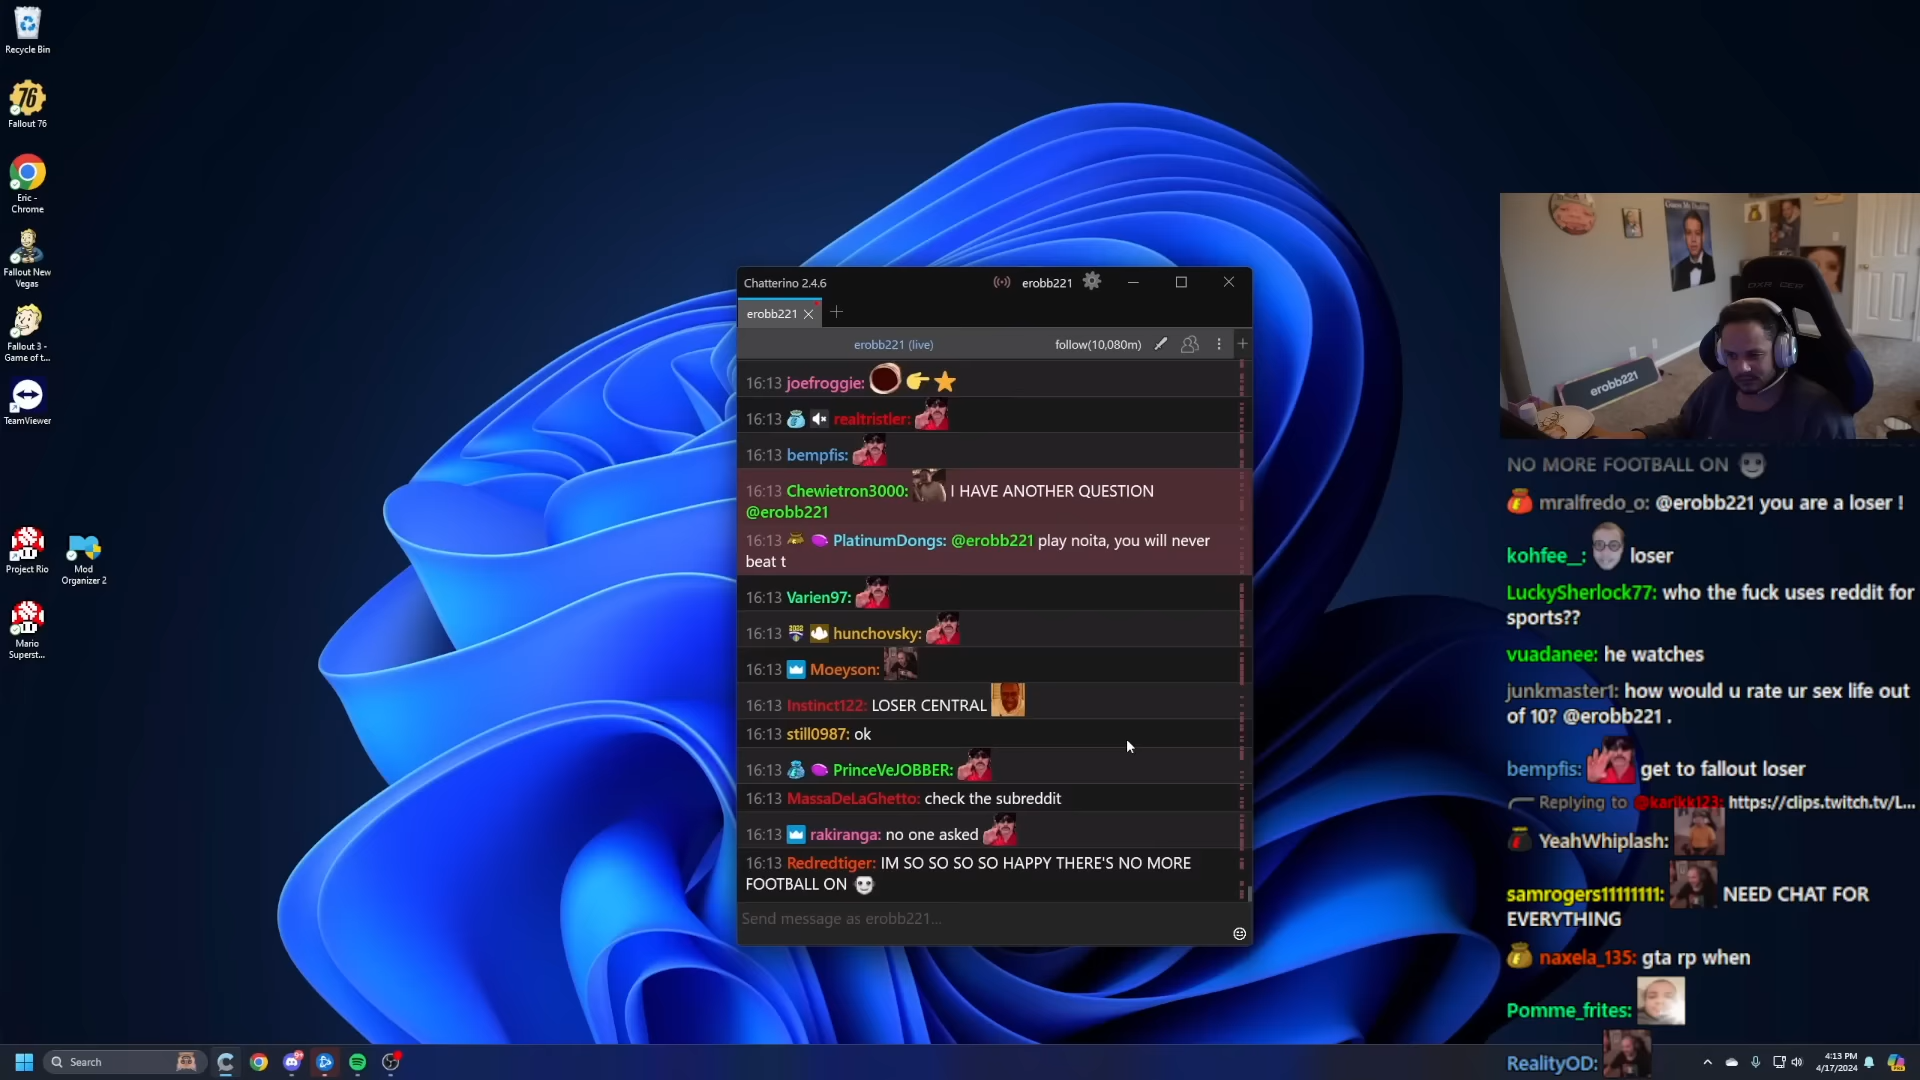 Recycle Bin
76
Fallout 76
Eric -
Chrome
Fallout New
Vegas
Fallout 3 -
Game of t...
TeamViewer
Project Rio
Mod
Organizer 2
Mario
Superst...
Chatterino 2.4.6
erobb221
erobb221
erobb221 (live)
follow(10,080m)
16:13 joefroggie:
16:13 realtristler:
16:13 bempfis:
16:13 Chewietron3000: I HAVE ANOTHER QUESTION
@erobb221
16:13 PlatinumDongs: @erobb221 play noita, you will never
beat t
16:13 Varien97:
16:13 hunchovsky:
16:13 Moeyson:
16:13 Instinct122: LOSER CENTRAL
16:13 still0987: ok
16:13 PrinceVeJOBBER:
16:13 MassaDeLaGhetto: check the subreddit
16:13 rakiranga: no one asked
16:13 Redredtiger: IM SO SO SO SO HAPPY THERE'S NO MORE
FOOTBALL ON
Send message as erobb221...
erobb221
NO MORE FOOTBALL ON
mralfredo_o: @erobb221 you are a loser !
kohfee__: loser
LuckySherlock77: who the fuck uses reddit for
sports??
vuadanee: he watches
junkmaster1: how would u rate ur sex life out
of 10? @erobb221 .
bempfis: get to fallout loser
Replying to @karikk123: https://clips.twitch.tv/L...
YeahWhiplash:
samrogers11111111: NEED CHAT FOR
EVERYTHING
naxela_135: gta rp when
Pomme_frites:
RealityOD:
Search
4:13 PM
4/17/2024